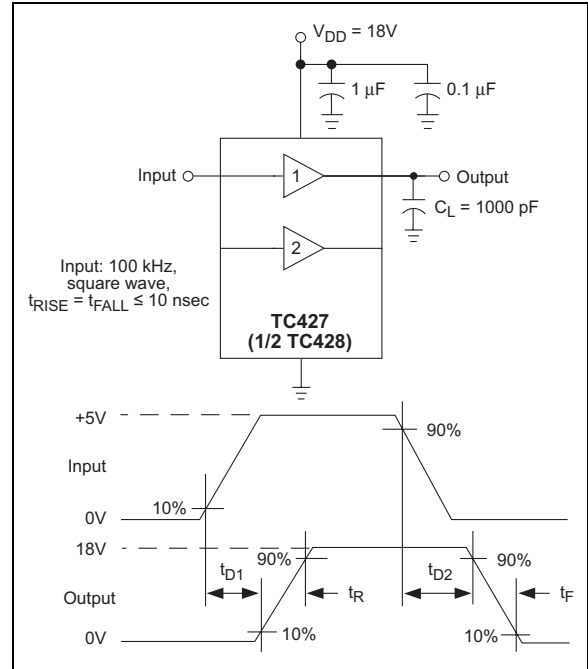 V_DD = 18V
1 μF
0.1 μF
Input
1
Output
C_L = 1000 pF
2
Input: 100 kHz,
square wave,
t_RISE = t_FALL ≤ 10 nsec
TC427
(1/2 TC428)
+5V
90%
Input
10%
0V
18V
t_D1
90%
t_R
t_D2
90%
t_F
Output
0V
10%
10%